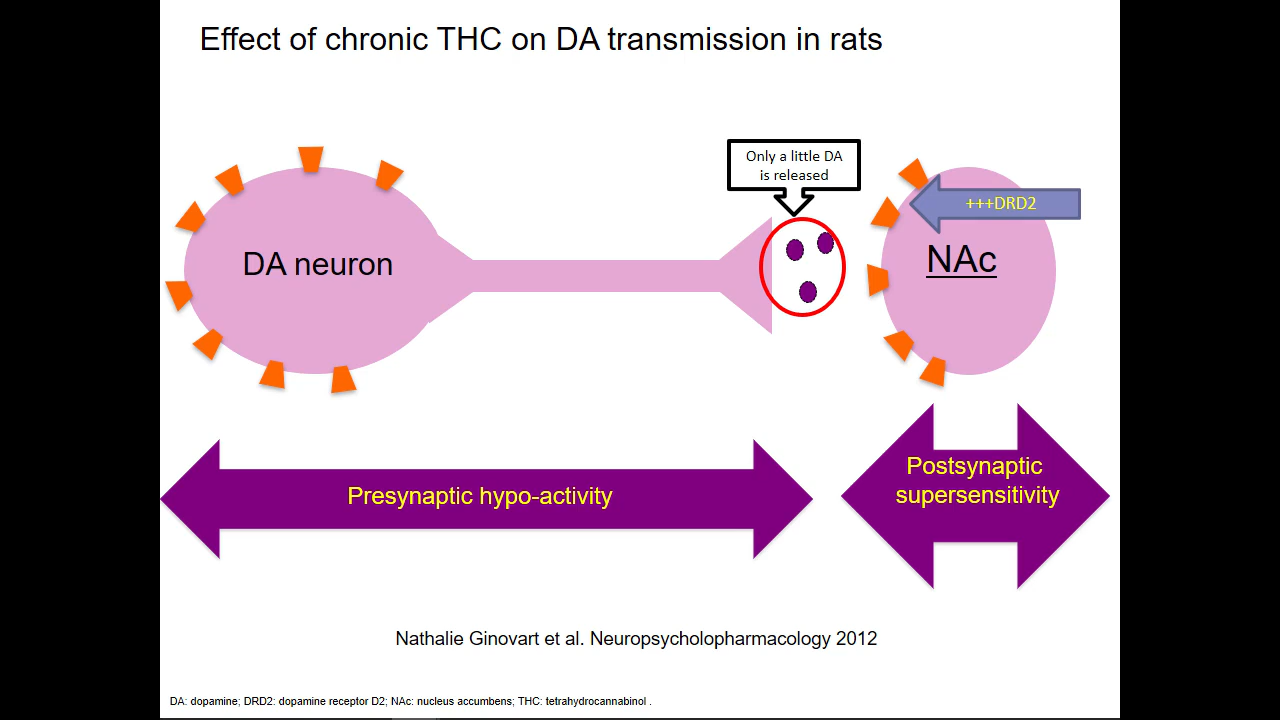 Effect of chronic THC on DA transmission in rats
Only a little DA
is released
+++DRD2
DA neuron
NAc
Presynaptic hypo-activity
Postsynaptic
supersensitivity
Nathalie Ginovart et al. Neuropsycholopharmacology 2012
DA: dopamine; DRD2: dopamine receptor D2; NAc: nucleus accumbens; THC: tetrahydrocannabinol .